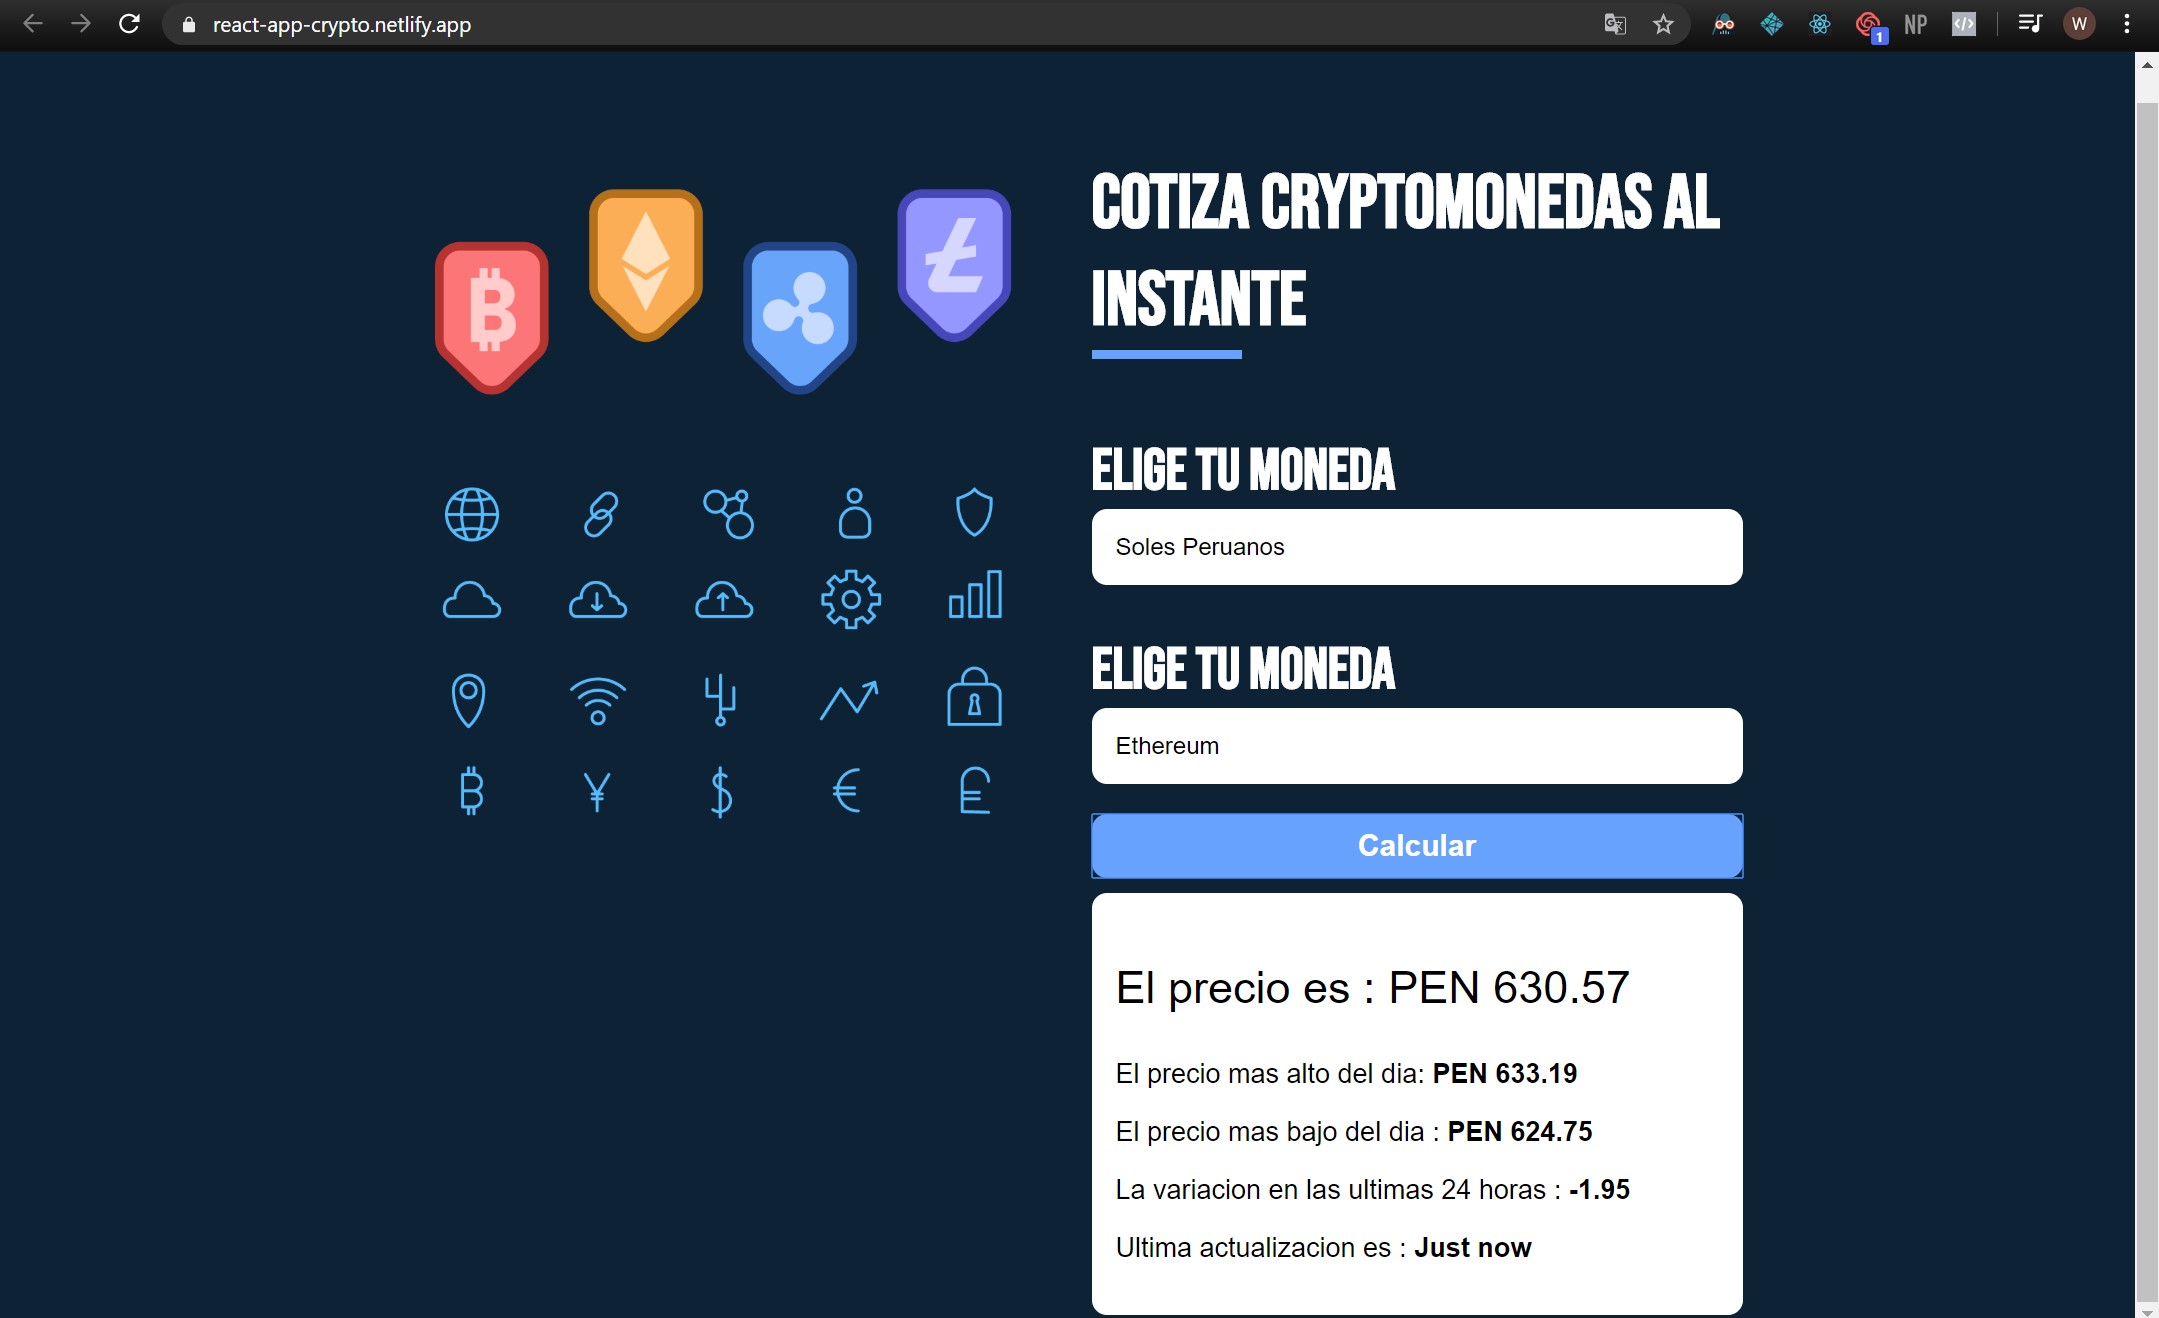 react-app-crypto.netlify.app
1
NP
W
COTIZA CRYPTOMONEDAS AL
INSTANTE
ELIGE TU MONEDA
Soles Peruanos
ELIGE TU MONEDA
Ethereum
Calcular
El precio es : PEN 630.57
El precio mas alto del dia: PEN 633.19
El precio mas bajo del dia : PEN 624.75
La variacion en las ultimas 24 horas : -1.95
Ultima actualizacion es : Just now